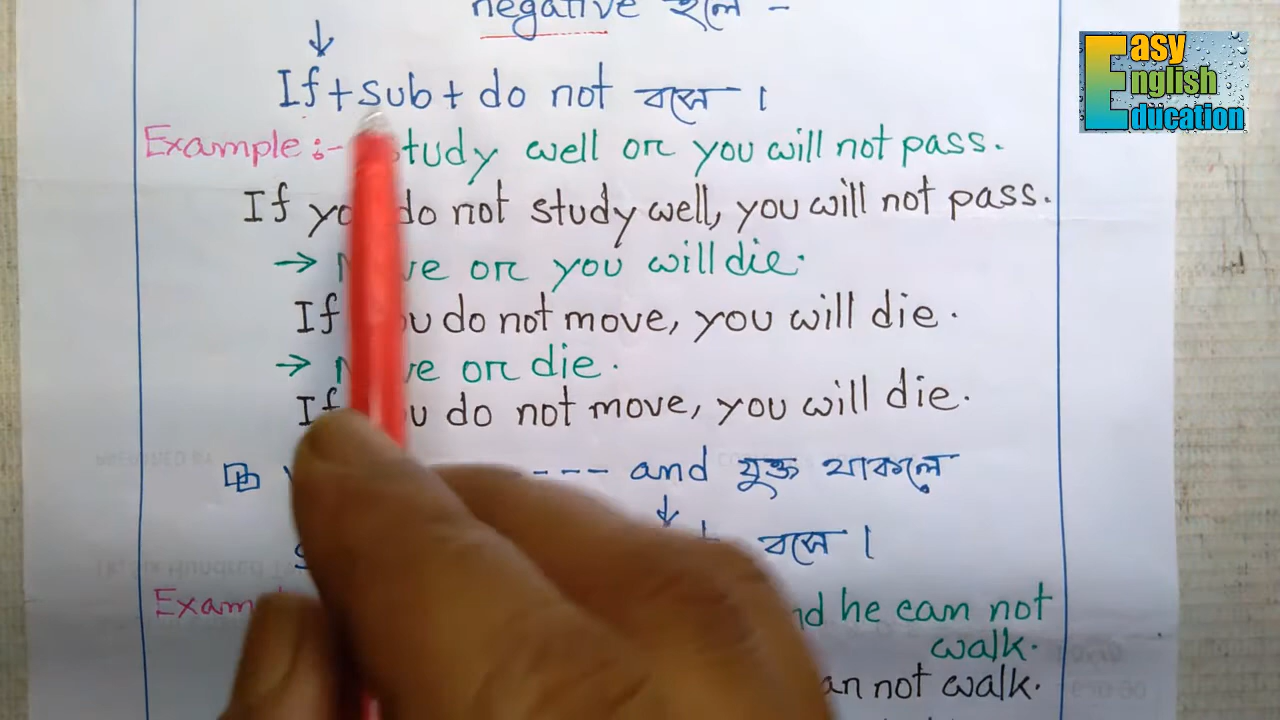 negative হলে -
If + sub + do not বসে ।
Example :- Study well or you will not pass.
If you do not study well, you will not pass.
→ Move or you will die.
If you do not move, you will die.
→ Move or die.
If you do not move, you will die.
--- and যুক্ত থাকলে
বসে ।
he can not
walk.
can not walk.
Easy
English
Education